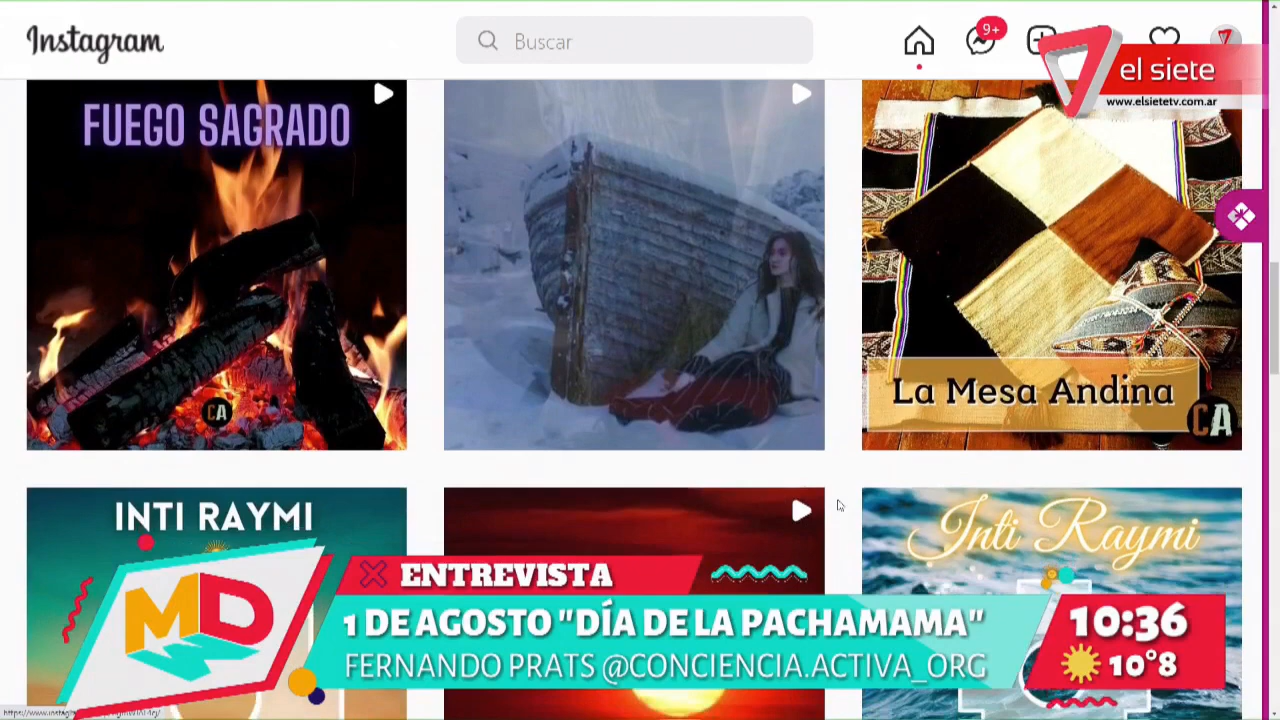 Instagram
Buscar
9+
el siete
www.elsietetv.com.ar
FUEGO SAGRADO
CA
La Mesa Andina
CA
INTI RAYMI
Inti Raymi
MD
ENTREVISTA
1 DE AGOSTO "DÍA DE LA PACHAMAMA"
FERNANDO PRATS @CONCIENCIA.ACTIVA_ORG
10:36
10°8